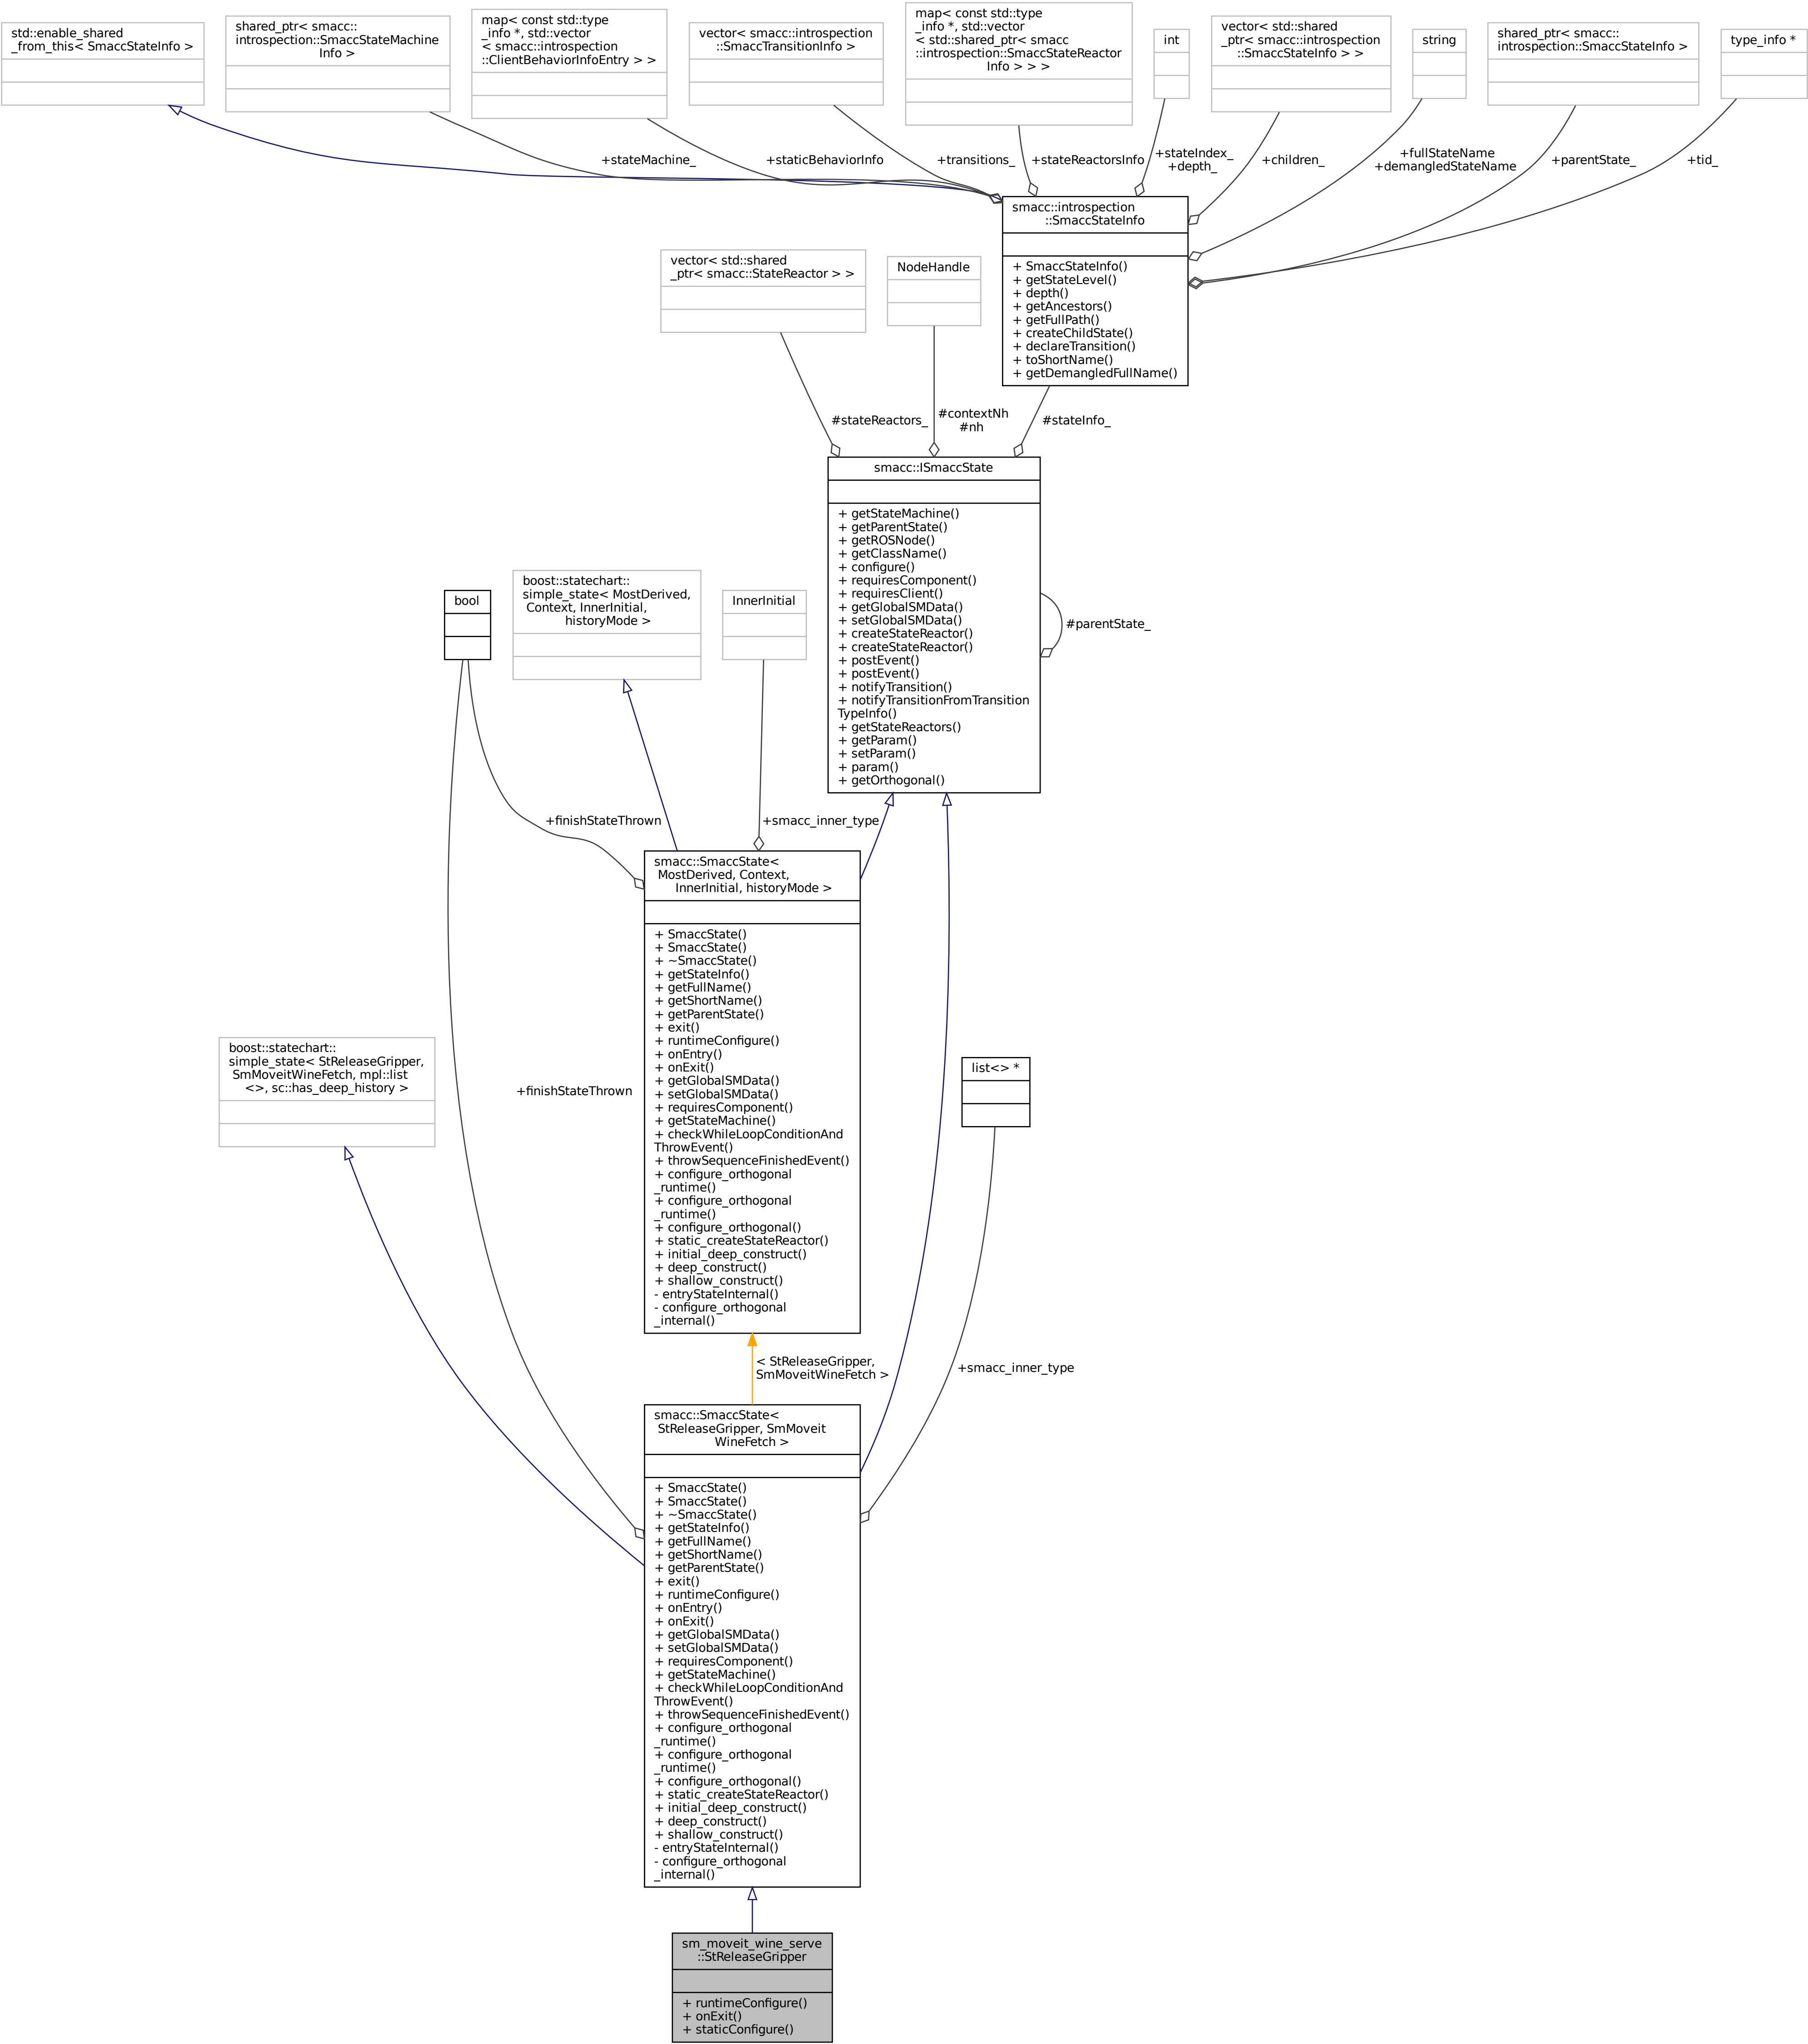 std::enable_shared
_from_this< SmaccStateInfo >
shared_ptr< smacc::
introspection::SmaccStateMachine
Info >
map< const std::type
_info *, std::vector
< smacc::introspection
::ClientBehaviorInfoEntry > >
vector< smacc::introspection
::SmaccTransitionInfo >
map< const std::type
_info *, std::vector
< std::shared_ptr< smacc
::introspection::SmaccStateReactor
Info > > >
int
vector< std::shared
_ptr< smacc::introspection
::SmaccStateInfo > >
string
shared_ptr< smacc::
introspection::SmaccStateInfo >
type_info *
+stateMachine_
+staticBehaviorInfo
+transitions_
+stateReactorsInfo
+stateIndex_
+depth_
+children_
+fullStateName
+demangledStateName
+parentState_
+tid_
smacc::introspection
::SmaccStateInfo
+ SmaccStateInfo()
+ getStateLevel()
+ depth()
+ getAncestors()
+ getFullPath()
+ createChildState()
+ declareTransition()
+ toShortName()
+ getDemangledFullName()
vector< std::shared
_ptr< smacc::StateReactor > >
NodeHandle
#stateReactors_
#contextNh
#nh
#stateInfo_
smacc::ISmaccState
+ getStateMachine()
+ getParentState()
+ getROSNode()
+ getClassName()
+ configure()
+ requiresComponent()
+ requiresClient()
+ getGlobalSMData()
+ setGlobalSMData()
+ createStateReactor()
+ createStateReactor()
+ postEvent()
+ postEvent()
+ notifyTransition()
+ notifyTransitionFromTransition
TypeInfo()
+ getStateReactors()
+ getParam()
+ setParam()
+ param()
+ getOrthogonal()
#parentState_
bool
boost::statechart::
simple_state< MostDerived,
Context, InnerInitial,
historyMode >
InnerInitial
+finishStateThrown
+smacc_inner_type
smacc::SmaccState<
MostDerived, Context,
InnerInitial, historyMode >
+ SmaccState()
+ SmaccState()
+ ~SmaccState()
+ getStateInfo()
+ getFullName()
+ getShortName()
+ getParentState()
+ exit()
+ runtimeConfigure()
+ onEntry()
+ onExit()
+ getGlobalSMData()
+ setGlobalSMData()
+ requiresComponent()
+ getStateMachine()
+ checkWhileLoopConditionAnd
ThrowEvent()
+ throwSequenceFinishedEvent()
+ configure_orthogonal
_runtime()
+ configure_orthogonal
_runtime()
+ configure_orthogonal()
+ static_createStateReactor()
+ initial_deep_construct()
+ deep_construct()
+ shallow_construct()
- entryStateInternal()
- configure_orthogonal
_internal()
boost::statechart::
simple_state< StReleaseGripper,
SmMoveitWineFetch, mpl::list
<>, sc::has_deep_history >
+finishStateThrown
list<> *
< StReleaseGripper,
SmMoveitWineFetch >
+smacc_inner_type
smacc::SmaccState<
StReleaseGripper, SmMoveit
WineFetch >
+ SmaccState()
+ SmaccState()
+ ~SmaccState()
+ getStateInfo()
+ getFullName()
+ getShortName()
+ getParentState()
+ exit()
+ runtimeConfigure()
+ onEntry()
+ onExit()
+ getGlobalSMData()
+ setGlobalSMData()
+ requiresComponent()
+ getStateMachine()
+ checkWhileLoopConditionAnd
ThrowEvent()
+ throwSequenceFinishedEvent()
+ configure_orthogonal
_runtime()
+ configure_orthogonal
_runtime()
+ configure_orthogonal()
+ static_createStateReactor()
+ initial_deep_construct()
+ deep_construct()
+ shallow_construct()
- entryStateInternal()
- configure_orthogonal
_internal()
sm_moveit_wine_serve
::StReleaseGripper
+ runtimeConfigure()
+ onExit()
+ staticConfigure()